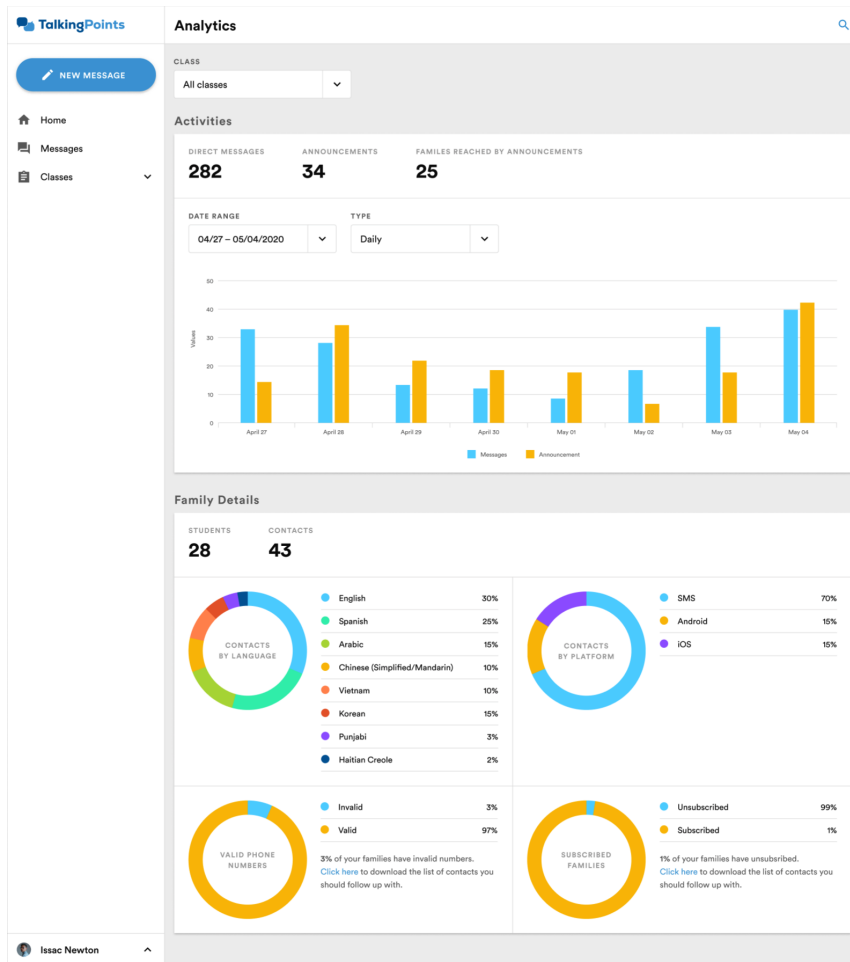 TalkingPoints
Analytics
NEW MESSAGE
Home
Messages
Classes
CLASS
All classes
Activities
DIRECT MESSAGES
282
ANNOUNCEMENTS
34
FAMILES REACHED BY ANNOUNCEMENTS
25
DATE RANGE
04/27 – 05/04/2020
TYPE
Daily
Values
50
40
30
20
10
0
April 27
April 28
April 29
April 30
May 01
May 02
May 03
May 04
Messages
Announcement
Family Details
STUDENTS
28
CONTACTS
43
CONTACTS
BY LANGUAGE
English 30%
Spanish 25%
Arabic 15%
Chinese (Simplified/Mandarin) 10%
Vietnam 10%
Korean 15%
Punjabi 3%
Haitian Creole 2%
CONTACTS
BY PLATFORM
SMS 70%
Android 15%
iOS 15%
VALID PHONE
NUMBERS
Invalid 3%
Valid 97%
3% of your families have invalid numbers.
Click here to download the list of contacts you
should follow up with.
SUBSCRIBED
FAMILIES
Unsubscribed 99%
Subscribed 1%
1% of your families have unsubsribed.
Click here to download the list of contacts you
should follow up with.
Issac Newton